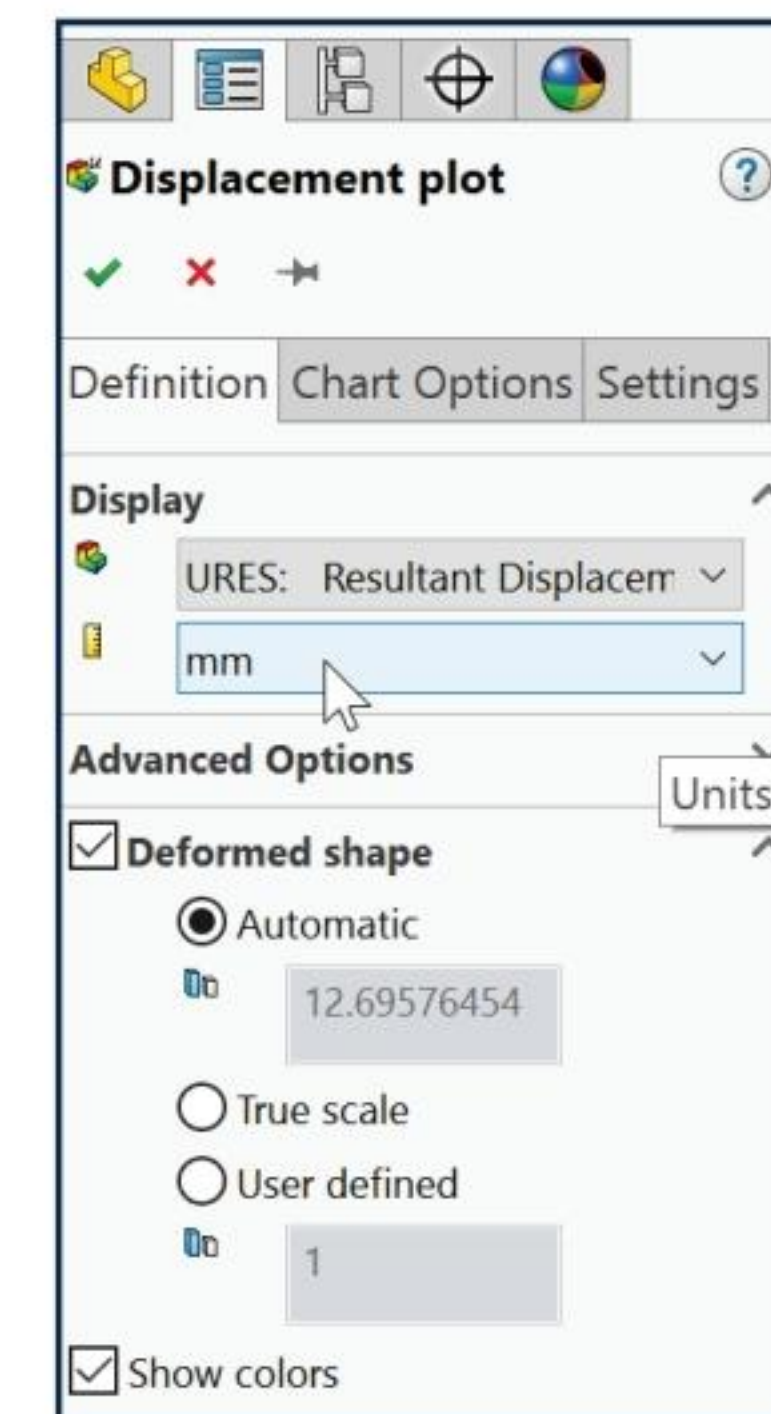 Displacement plot
?
Definition Chart Options Settings
Display
URES: Resultant Displacem
mm
Advanced Options
Units
Deformed shape
Automatic
12.69576454
True scale
User defined
1
Show colors